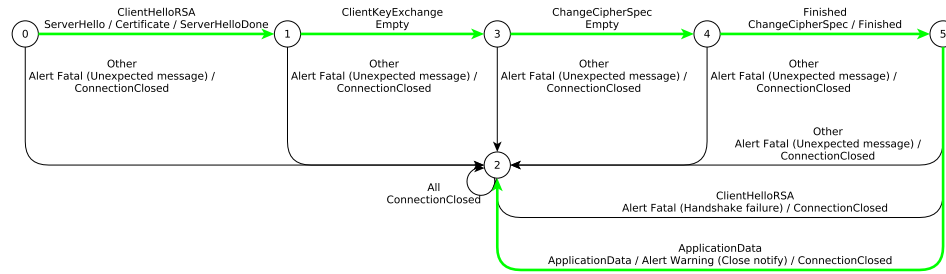 ClientHelloRSA
ServerHello / Certificate / ServerHelloDone
ClientKeyExchange
Empty
ChangeCipherSpec
Empty
Finished
ChangeCipherSpec / Finished
0
1
3
4
5
Other
Alert Fatal (Unexpected message) /
ConnectionClosed
Other
Alert Fatal (Unexpected message) /
ConnectionClosed
Other
Alert Fatal (Unexpected message) /
ConnectionClosed
Other
Alert Fatal (Unexpected message) /
ConnectionClosed
Other
Alert Fatal (Unexpected message) /
ConnectionClosed
2
All
ConnectionClosed
ClientHelloRSA
Alert Fatal (Handshake failure) / ConnectionClosed
ApplicationData
ApplicationData / Alert Warning (Close notify) / ConnectionClosed